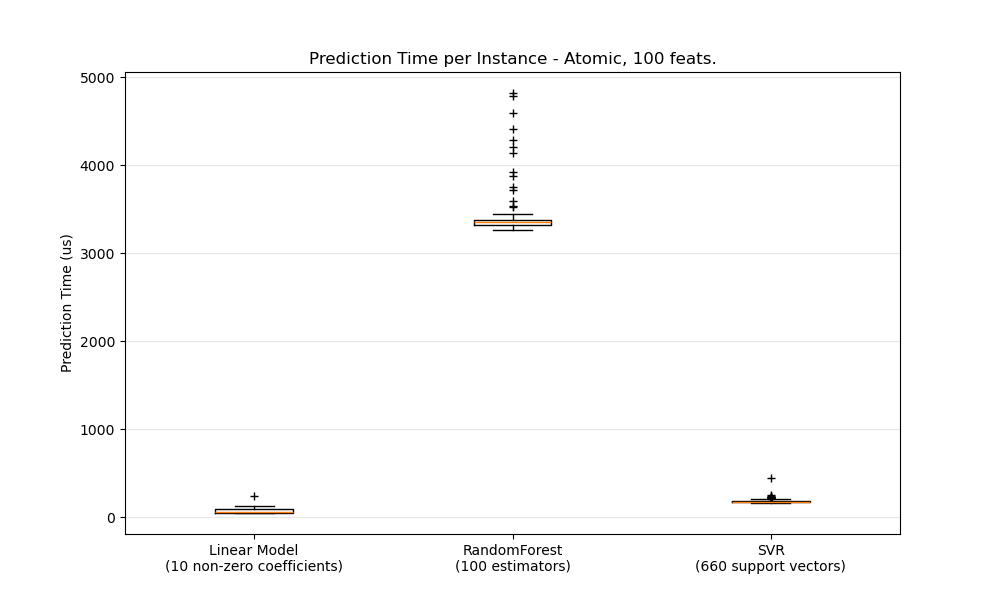 Prediction Time per Instance - Atomic, 100 feats.
Prediction Time (us)
5000
4000
3000
2000
1000
0
Linear Model
(10 non-zero coefficients)
RandomForest
(100 estimators)
SVR
(660 support vectors)